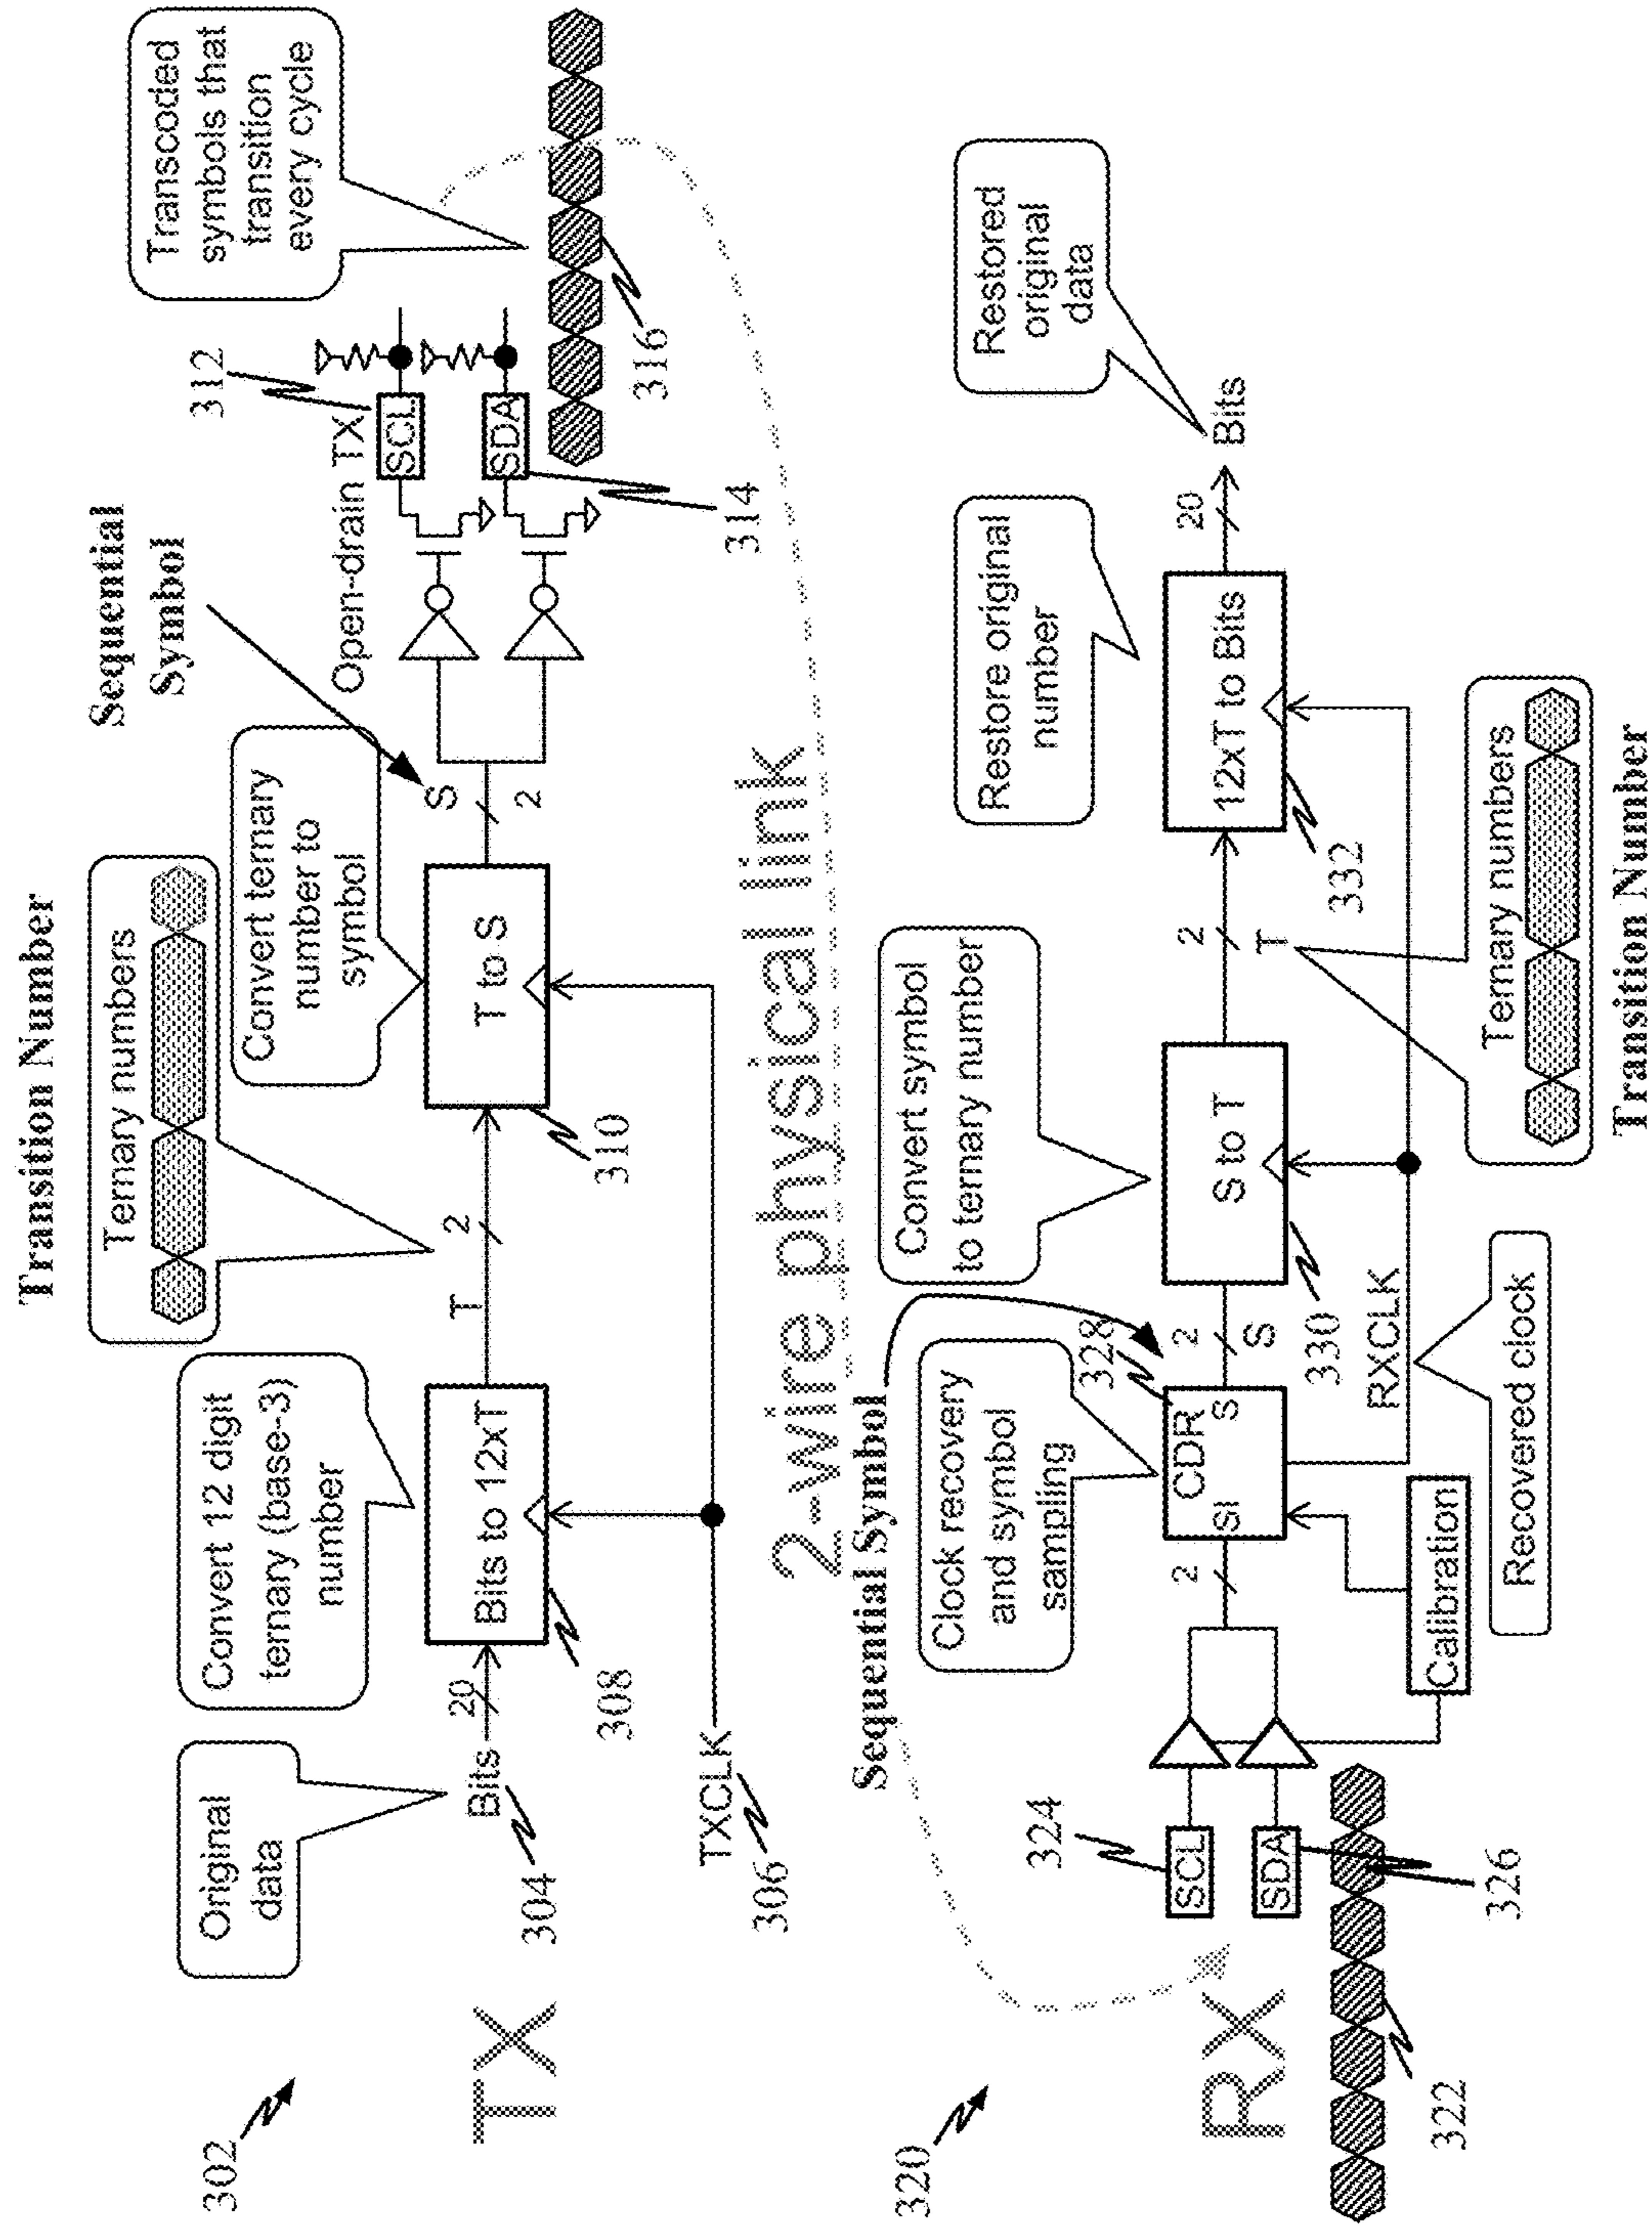 Transition Number
Ternary numbers
Sequential
Symbol
Transcoded
symbols that
transition
every cycle
Original
data
Convert 12 digit
ternary (base-3)
number
Convert ternary
number to
symbol
Open-drain TX
312
302
TX
Bits
20
Bits to 12xT
T
2
T to S
S
2
SCL
SDA
304
308
310
314
316
TXCLK
306
2-wire physical link
Sequential Symbol
Clock recovery
and symbol
sampling
Convert symbol
to ternary number
Restore original
number
Restored
original
data
320
RX
324
SCL
SDA
2
CDR
SI
S
328
2
S
S to T
2
T
12xT to Bits
20
Bits
322
326
330
332
RXCLK
Calibration
Recovered clock
Ternary numbers
Transition Number